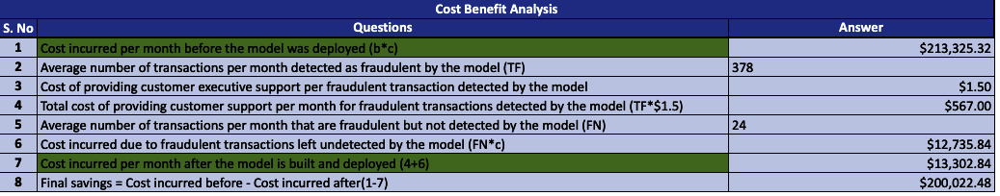 Cost Benefit Analysis
S. No Questions Answer
1 Cost incurred per month before the model was deployed (b*c) $213,325.32
2 Average number of transactions per month detected as fraudulent by the model (TF) 378
3 Cost of providing customer executive support per fraudulent transaction detected by the model $1.50
4 Total cost of providing customer support per month for fraudulent transactions detected by the model (TF*$1.5) $567.00
5 Average number of transactions per month that are fraudulent but not detected by the model (FN) 24
6 Cost incurred due to fraudulent transactions left undetected by the model (FN*c) $12,735.84
7 Cost incurred per month after the model is built and deployed (4+6) $13,302.84
8 Final savings = Cost incurred before - Cost incurred after(1-7) $200,022.48